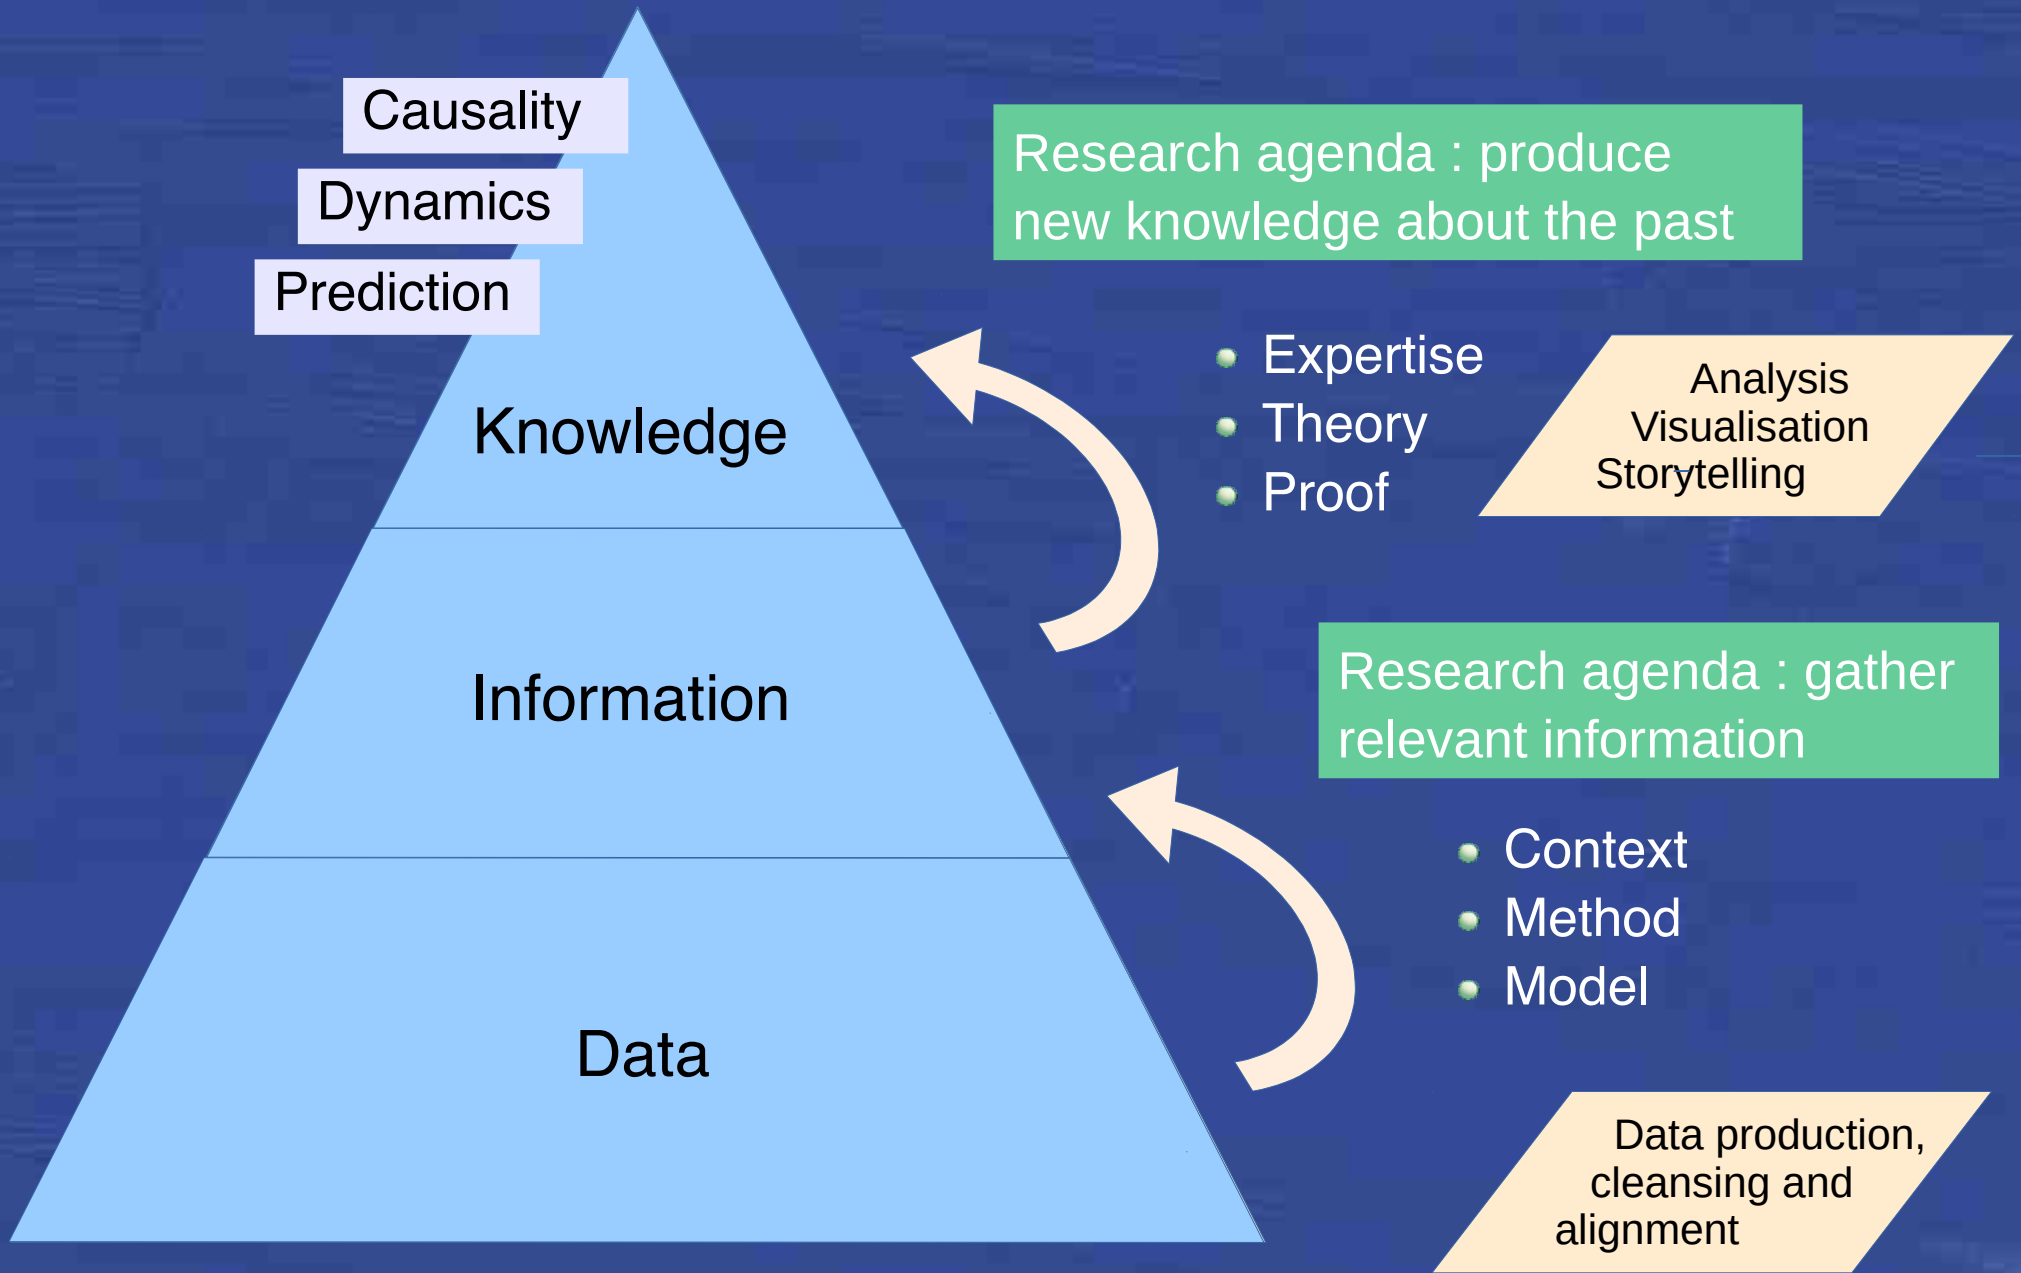 Causality
Dynamics
Prediction
Knowledge
Information
Data
Research agenda : produce
new knowledge about the past
Expertise
Theory
Proof
Analysis
Visualisation
Storytelling
Research agenda : gather
relevant information
Context
Method
Model
Data production,
cleansing and
alignment